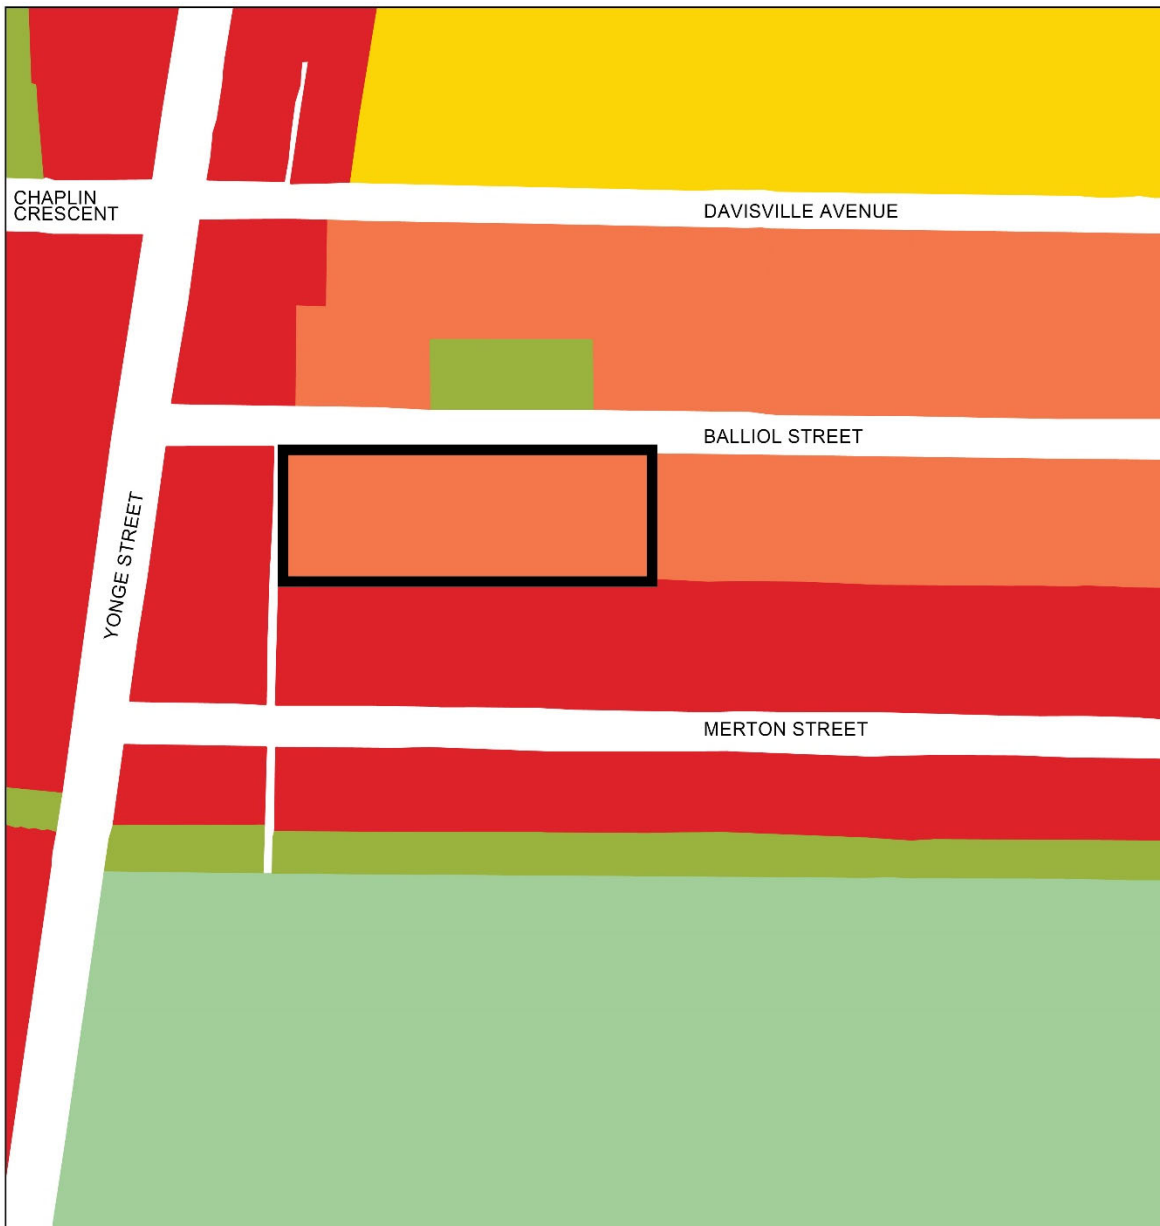 CHAPLIN
CRESCENT
DAVISVILLE AVENUE
BALLIOL STREET
YONGE STREET
MERTON STREET